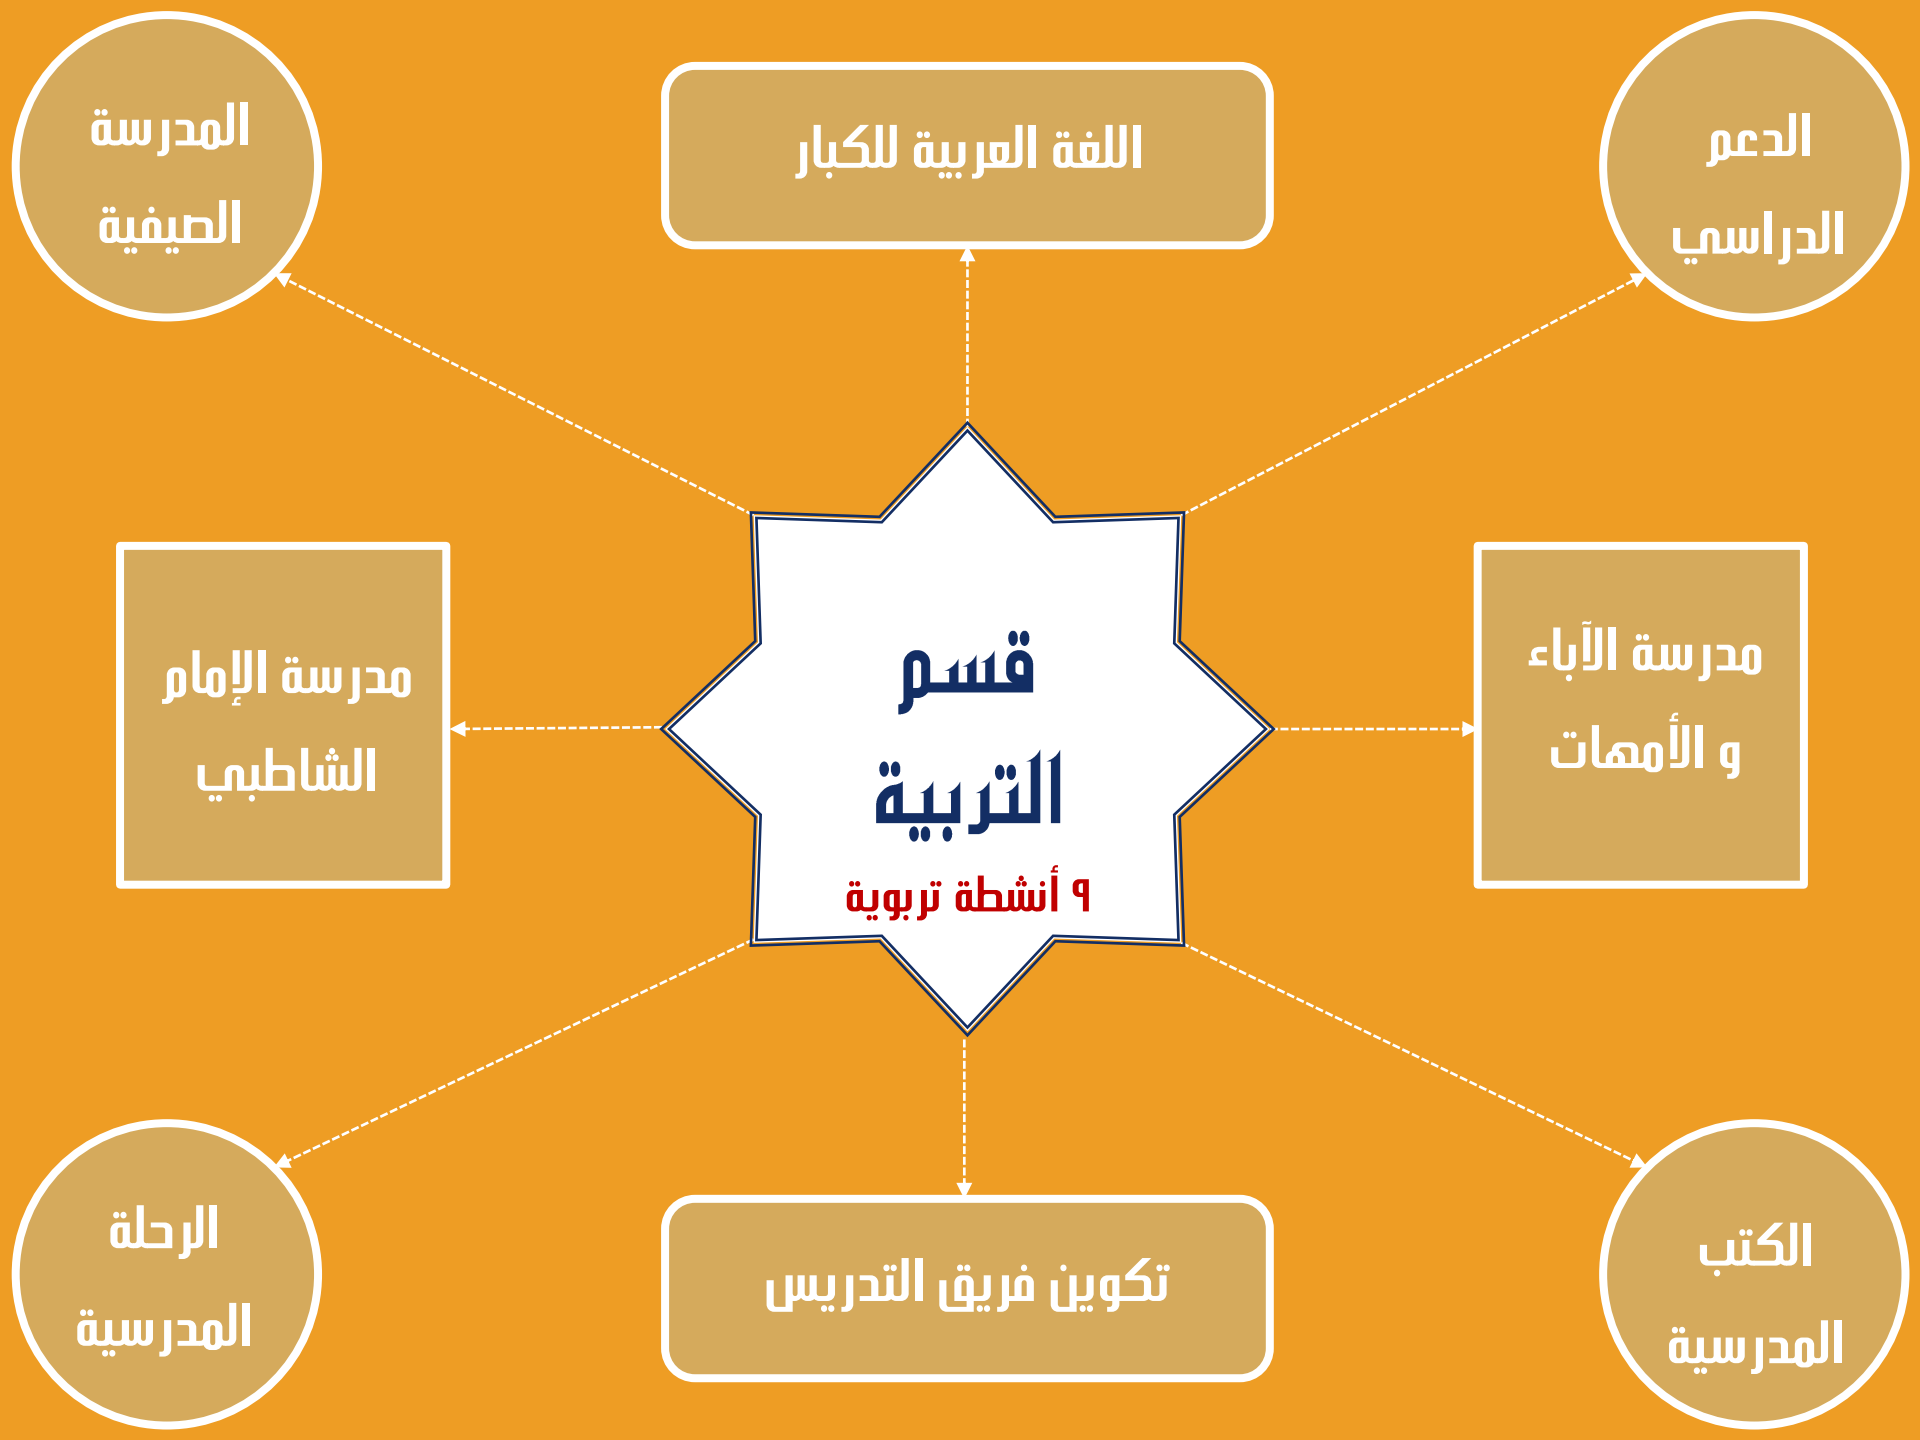 الدعم
الدراسي
اللغة العربية للكبار
المدرسة
الصيفية
مدرسة الآباء
و الأمهات
قسم
التربية
٩ أنشطة تربوية
مدرسة الإمام
الشاطبي
الكتب
المدرسية
تكوين فريق التدريس
الرحلة
المدرسية